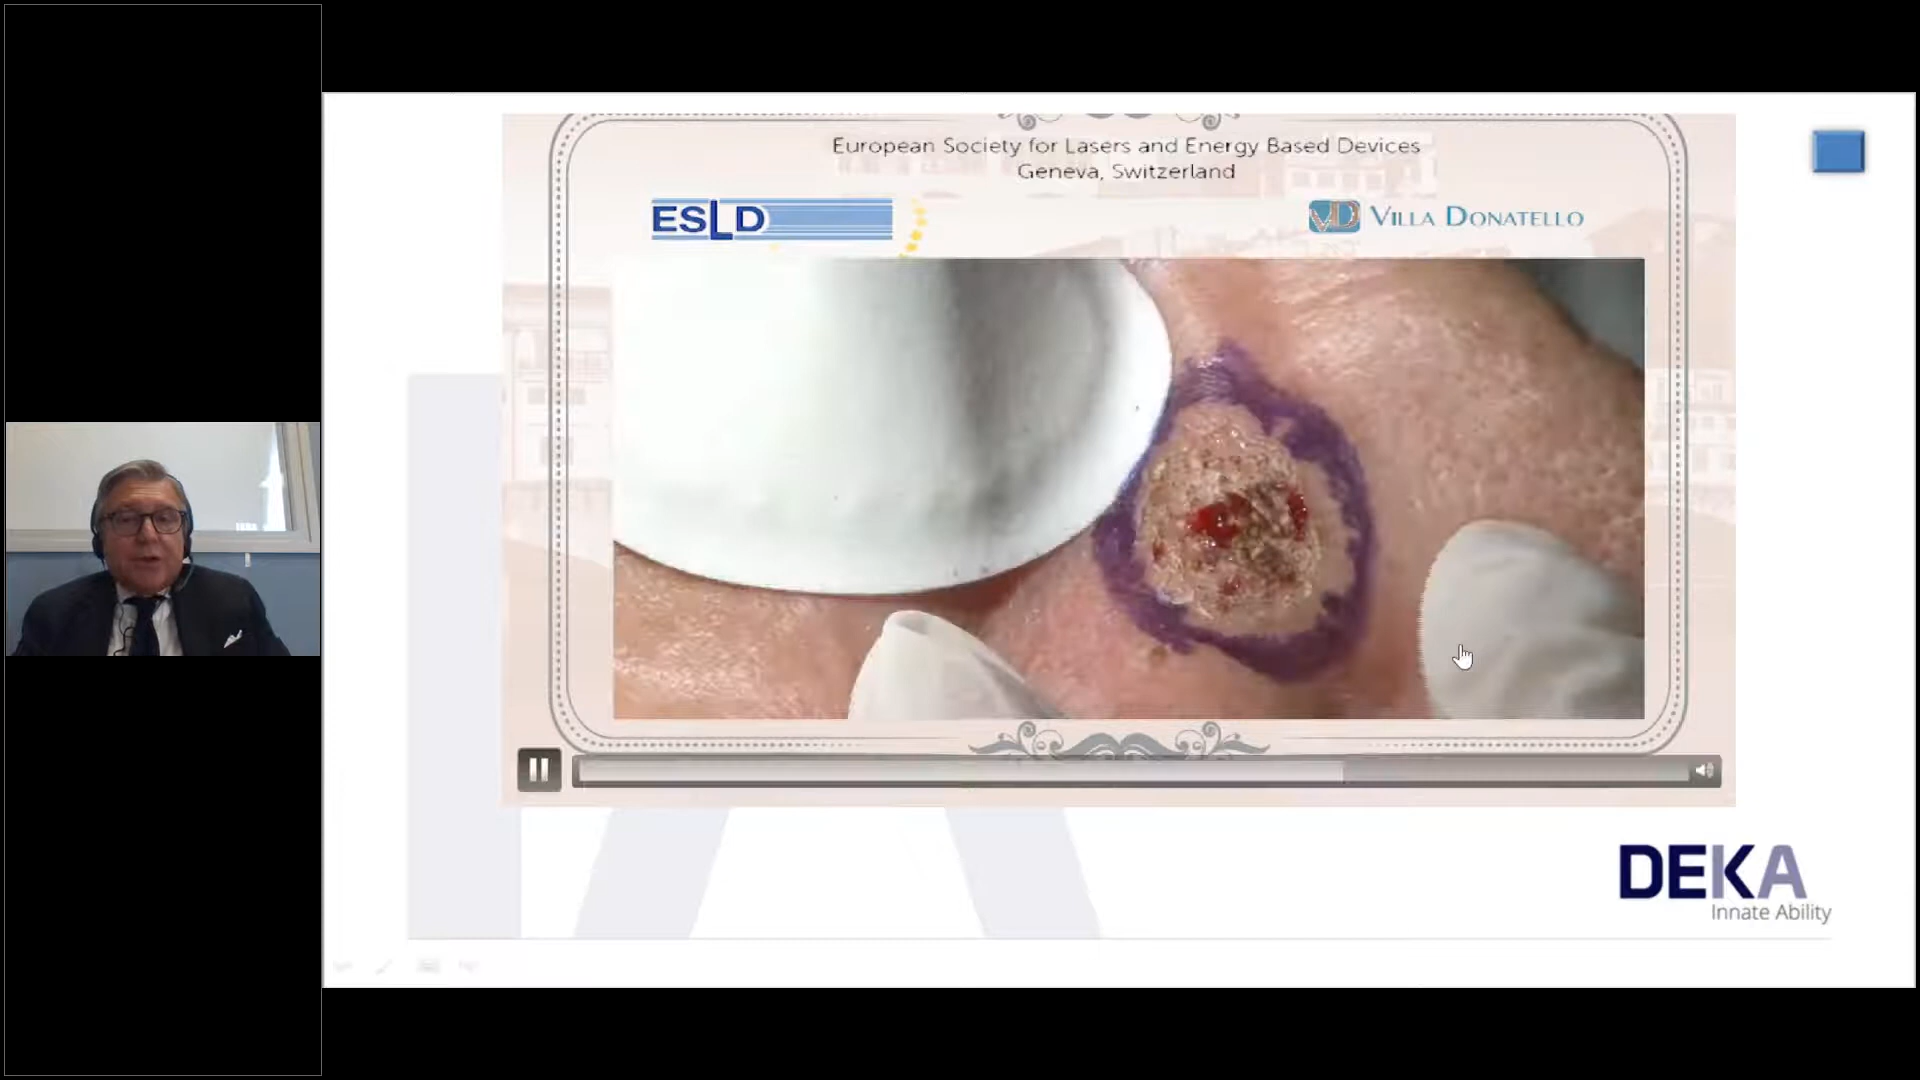 European Society for Lasers and Energy Based Devices
Geneva, Switzerland
ESLD
VD VILLA DONATELLO
DEKA
Innate Ability